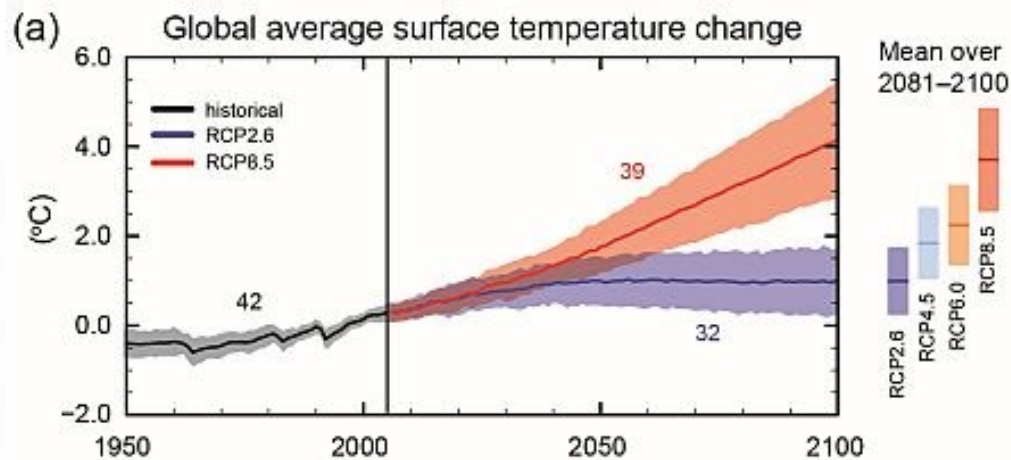 (a) Global average surface temperature change
6.0
4.0
2.0
0.0
−2.0
(°C)
historical
RCP2.6
RCP8.5
42
39
32
1950 2000 2050 2100
Mean over
2081–2100
RCP2.6
RCP4.5
RCP6.0
RCP8.5